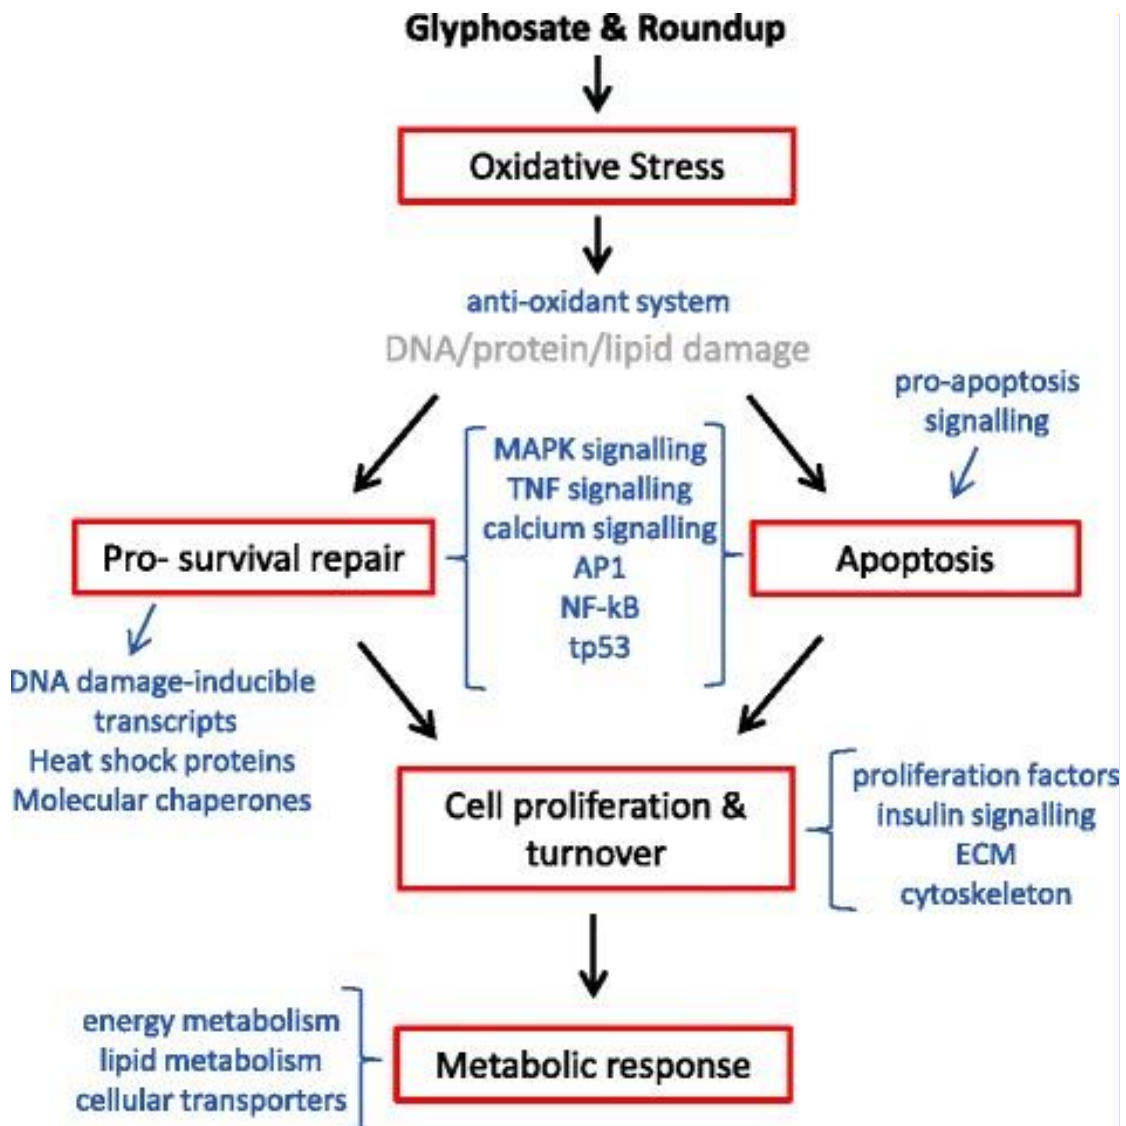 Glyphosate & Roundup
Oxidative Stress
anti-oxidant system
DNA/protein/lipid damage
pro-apoptosis
signalling
MAPK signalling
TNF signalling
calcium signalling
AP1
NF-kB
tp53
Pro- survival repair
Apoptosis
DNA damage-inducible
transcripts
Heat shock proteins
Molecular chaperones
Cell proliferation &
turnover
proliferation factors
insulin signalling
ECM
cytoskeleton
energy metabolism
lipid metabolism
cellular transporters
Metabolic response